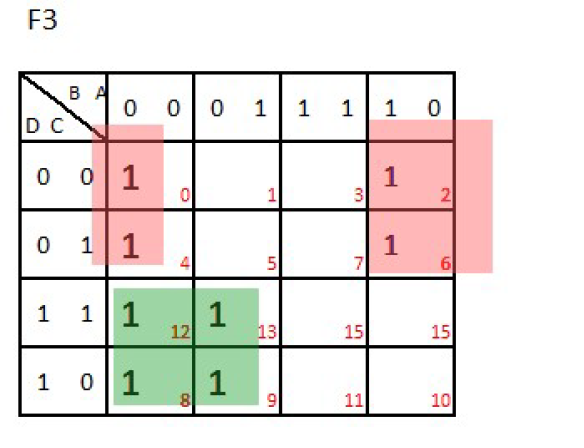 F3
B A
D C
0 0 0 1 1 1 1 0
0 0 1 0 1 3 1 2
0 1 1 4 5 7 1 6
1 1 1 12 1 13 15 15
1 0 1 8 1 9 11 10